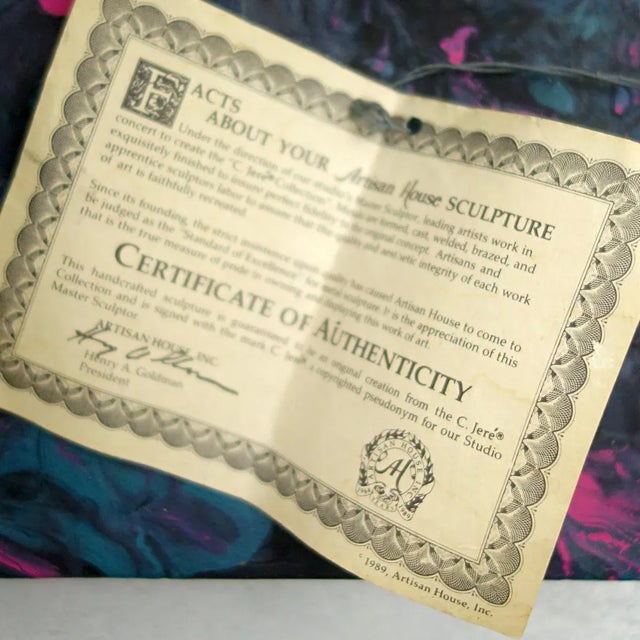 FACTS
ABOUT YOUR Artisan House SCULPTURE
Under the direction of our Sculptor, leading artists work in
concert to create the "C. Jeré® Collection". are formed, cast, welded, brazed, and
exquisitely finished to insure perfect fidelity to the original concept. Artisans and
apprentice sculptors labor to assure that the quality and aesthetic integrity of each work
of art is faithfully recreated.
Since its founding, the strict insistence upon quality has caused Artisan House to come to
be judged as the "Standard of Excellence" for metal sculpture. It is the appreciation of this
that is the true measure of pride in owning and displaying this work of art.
CERTIFICATE OF AUTHENTICITY
This handcrafted sculpture is guaranteed to be an original creation from the C. Jeré®
Collection and is signed with the mark C. Jeré a copyrighted pseudonym for our Studio
Master Sculptor
ARTISAN HOUSE, INC.
Henry A. Goldman
President
AH
© 1989, Artisan House, Inc.